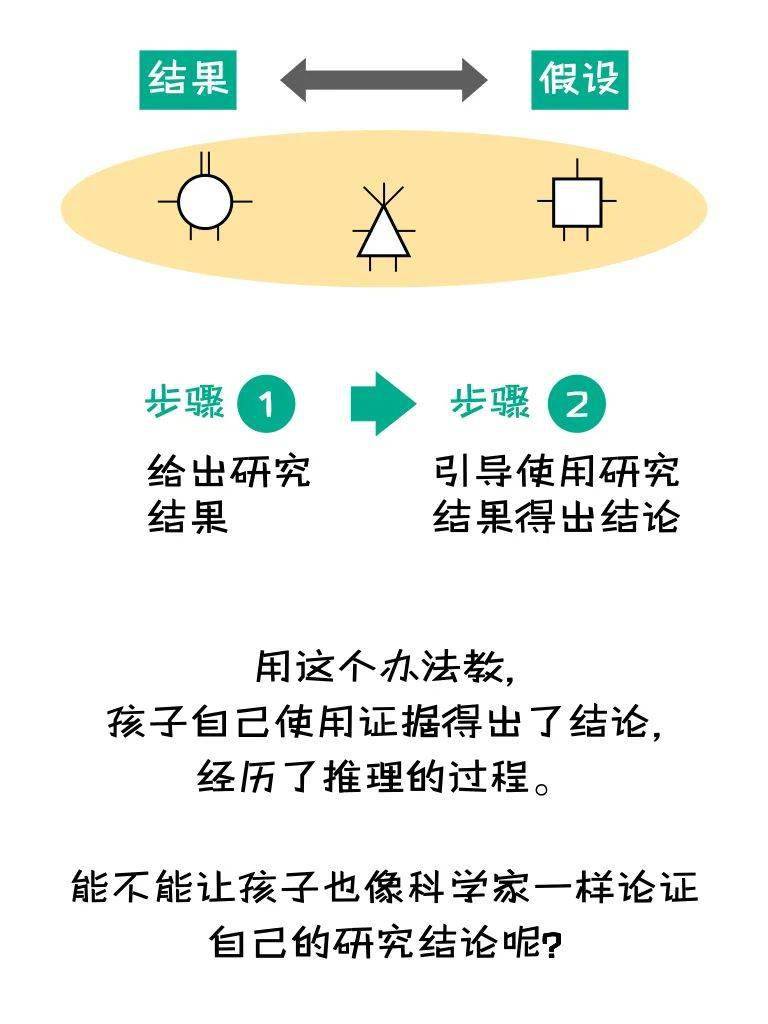 结果 假设
步骤 1 步骤 2
给出研究 引导使用研究
结果 结果得出结论
用这个办法教,
孩子自己使用证据得出了结论,
经历了推理的过程。
能不能让孩子也像科学家一样论证
自己的研究结论呢?